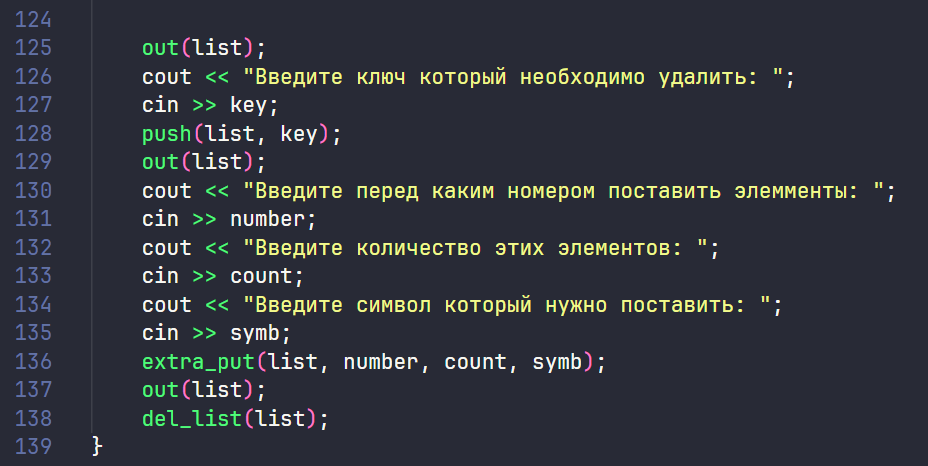 124
125 out(list);
126 cout << "Введите ключ который необходимо удалить: ";
127 cin >> key;
128 push(list, key);
129 out(list);
130 cout << "Введите перед каким номером поставить элемменты: ";
131 cin >> number;
132 cout << "Введите количество этих элементов: ";
133 cin >> count;
134 cout << "Введите символ который нужно поставить: ";
135 cin >> symb;
136 extra_put(list, number, count, symb);
137 out(list);
138 del_list(list);
139 }